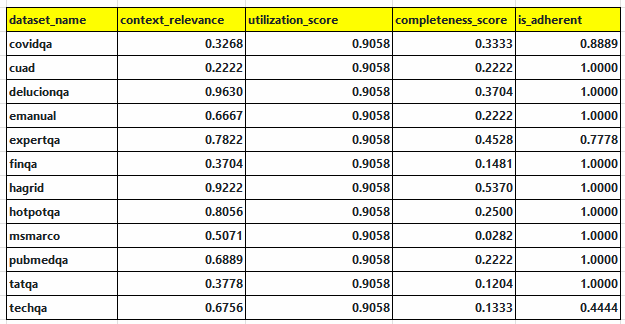 dataset_name context_relevance utilization_score completeness_score is_adherent
covidqa 0.3268 0.9058 0.3333 0.8889
cuad 0.2222 0.9058 0.2222 1.0000
delucionqa 0.9630 0.9058 0.3704 1.0000
emanual 0.6667 0.9058 0.2222 1.0000
expertqa 0.7822 0.9058 0.4528 0.7778
finqa 0.3704 0.9058 0.1481 1.0000
hagrid 0.9222 0.9058 0.5370 1.0000
hotpotqa 0.8056 0.9058 0.2500 1.0000
msmarco 0.5071 0.9058 0.0282 1.0000
pubmedqa 0.6889 0.9058 0.2222 1.0000
tatqa 0.3778 0.9058 0.1204 1.0000
techqa 0.6756 0.9058 0.1333 0.4444